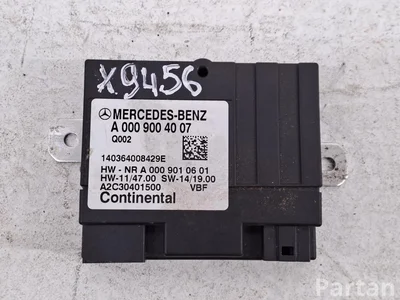 X9456
MERCEDES-BENZ
A 000 900 40 07
Q002
140364008429E
HW - NR A 000 901 06 01
HW-11/47.00 SW-14/19.00
A2C30401500 VBF
Continental
Partan